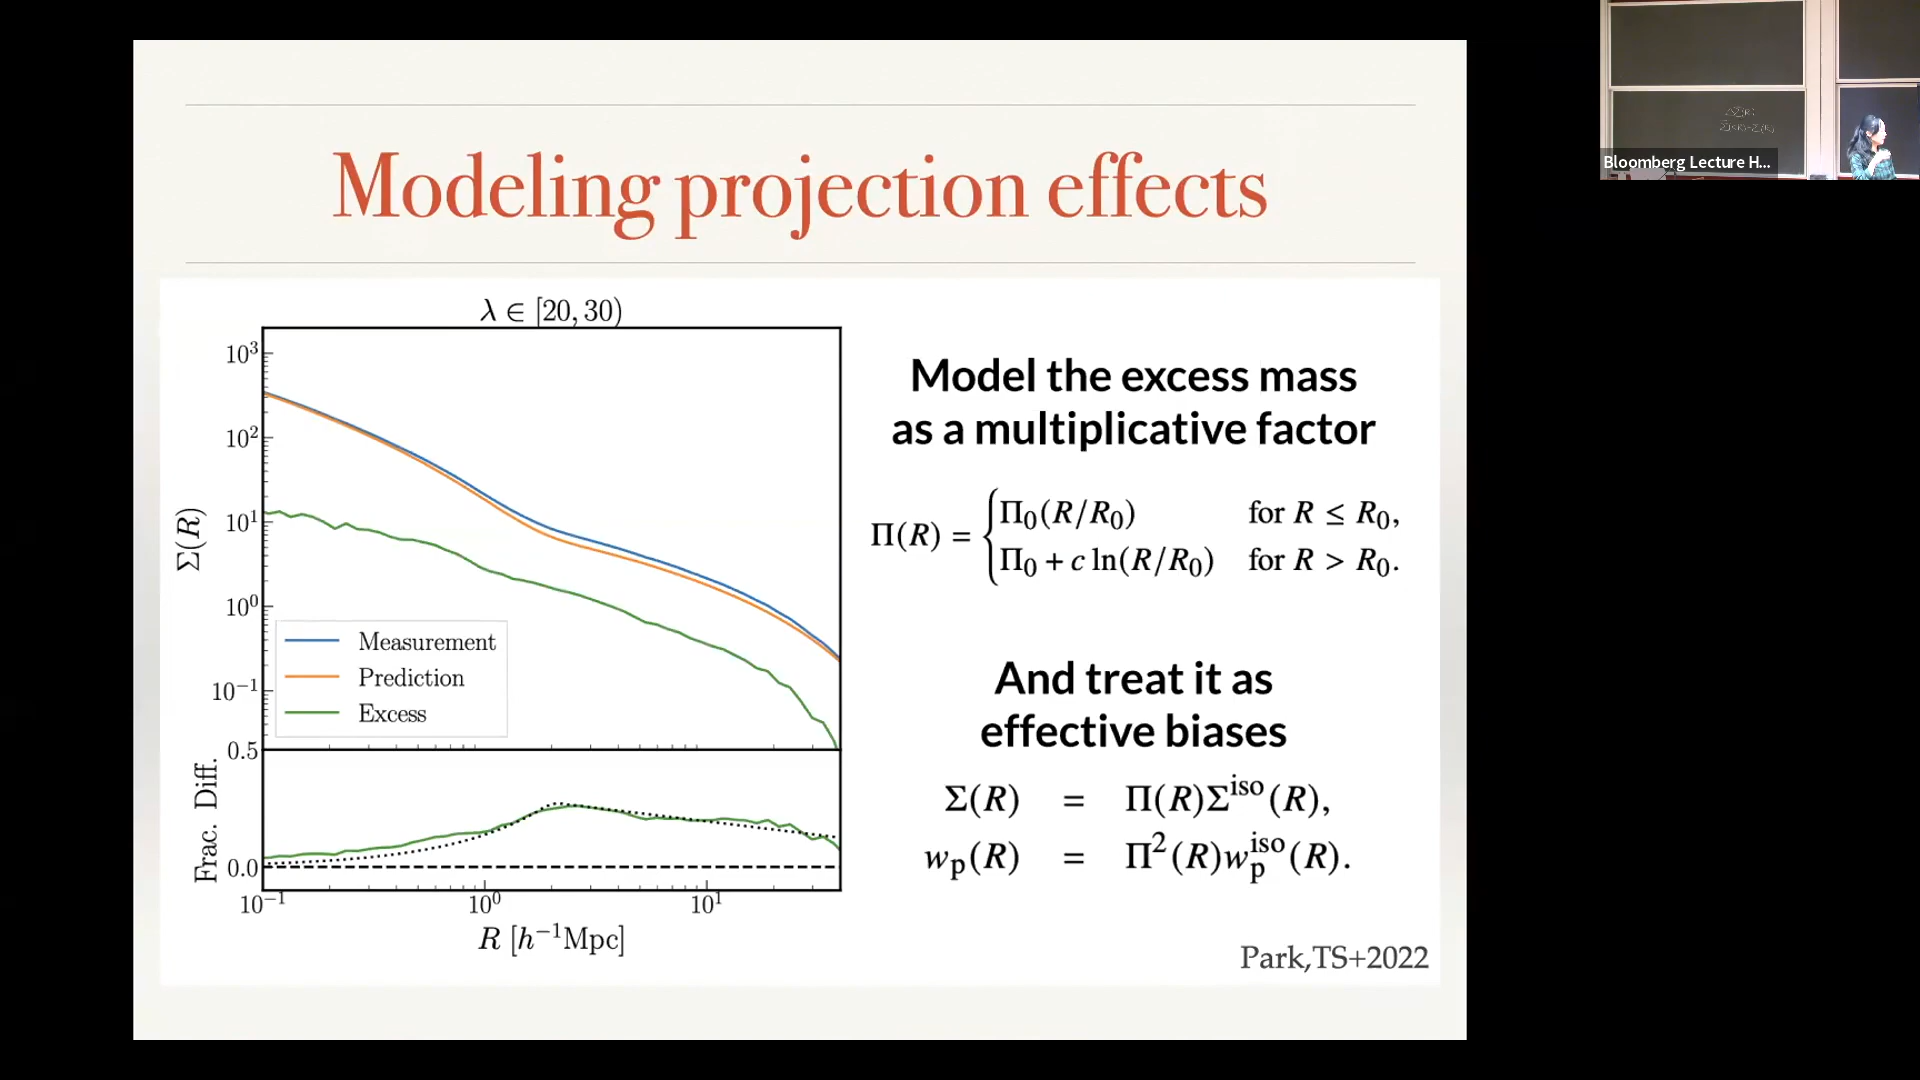 Modeling projection effects
λ ∈ [20, 30)
10³
10²
10¹
10⁰
10⁻¹
Σ(R)
Measurement
Prediction
Excess
0.5
0.0
Frac. Diff.
10⁻¹ 10⁰ 10¹
R [h⁻¹Mpc]
Model the excess mass
as a multiplicative factor
Π(R) = { Π₀(R/R₀) for R ≤ R₀,
Π₀ + c ln(R/R₀) for R > R₀.
And treat it as
effective biases
Σ(R) = Π(R)Σ^iso(R),
w_p(R) = Π²(R)w_p^iso(R).
Park,TS+2022
Bloomberg Lecture H...